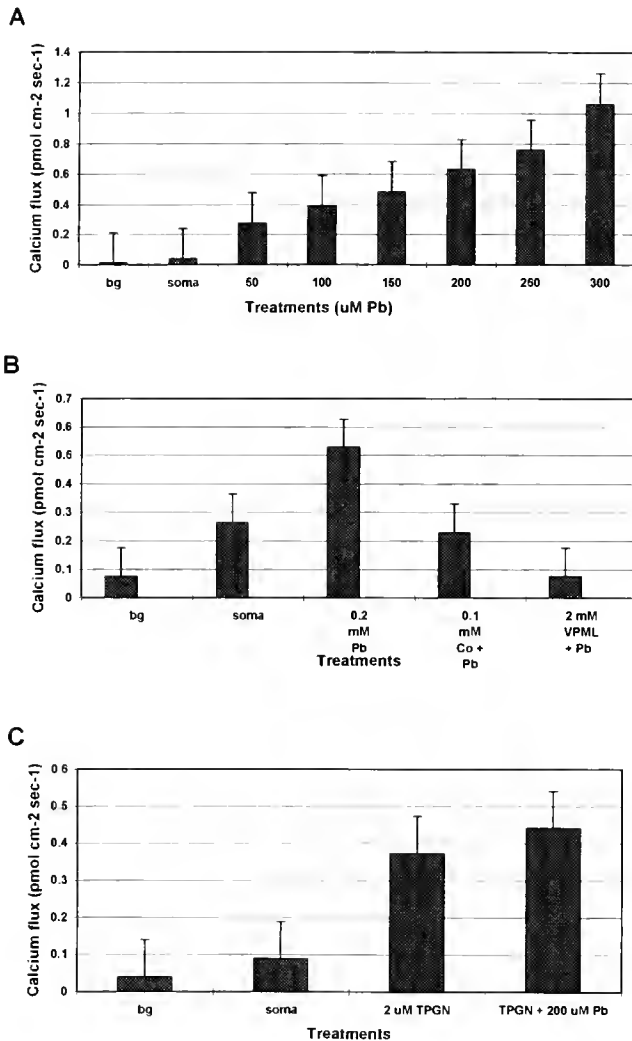 A
Calcium flux (pmol cm-2 sec-1)
1.4
1.2
1
0.8
0.6
0.4
0.2
0
bg soma 50 100 150 200 250 300
Treatments (uM Pb)
B
Calcium flux (pmol cm-2 sec-1)
0.7
0.6
0.5
0.4
0.3
0.2
0.1
0
bg soma 0.2 0.1 2 mM
mM mM VPML
Pb Co + + Pb
Treatments Pb
C
Calcium flux (pmol cm-2 sec-1)
0.6
0.5
0.4
0.3
0.2
0.1
0
bg soma 2 uM TPGN TPGN + 200 uM Pb
Treatments